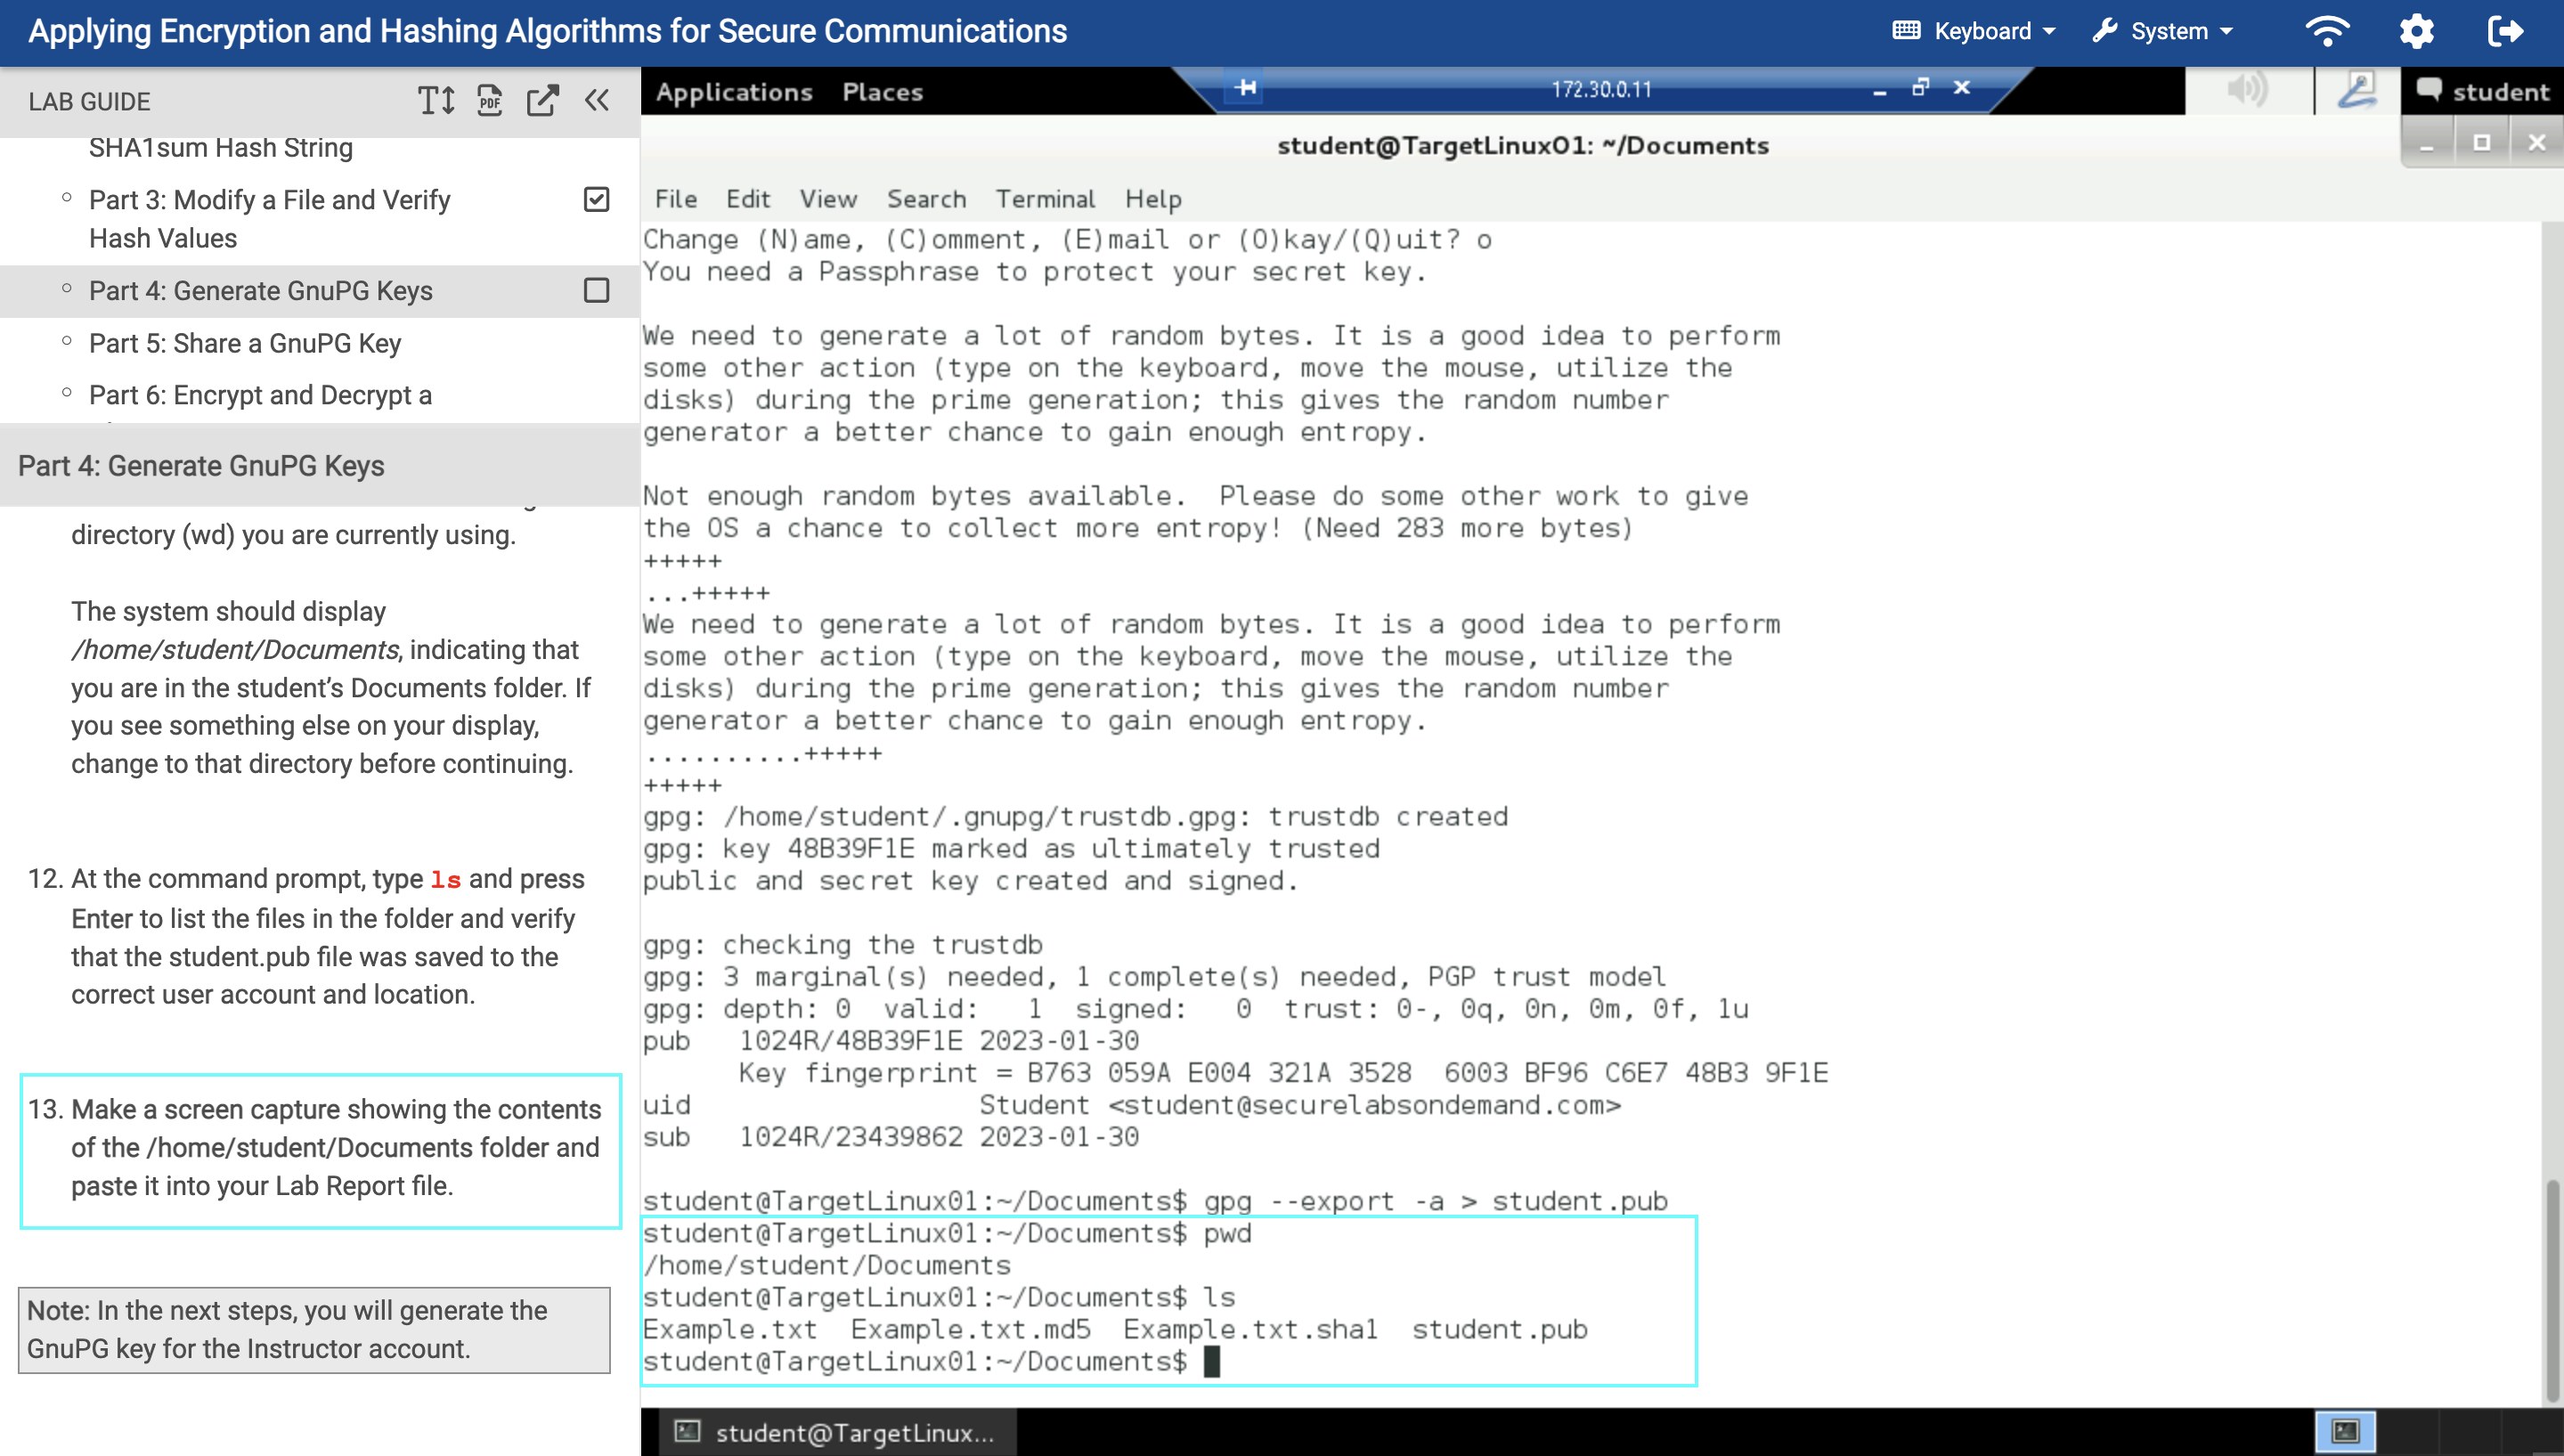 Applying Encryption and Hashing Algorithms for Secure Communications
Keyboard
System
LAB GUIDE
PDF
SHA1sum Hash String
Part 3: Modify a File and Verify
Hash Values
Part 4: Generate GnuPG Keys
Part 5: Share a GnuPG Key
Part 6: Encrypt and Decrypt a
Part 4: Generate GnuPG Keys
directory (wd) you are currently using.
The system should display
/home/student/Documents, indicating that
you are in the student’s Documents folder. If
you see something else on your display,
change to that directory before continuing.
12. At the command prompt, type ls and press
Enter to list the files in the folder and verify
that the student.pub file was saved to the
correct user account and location.
13. Make a screen capture showing the contents
of the /home/student/Documents folder and
paste it into your Lab Report file.
Note: In the next steps, you will generate the
GnuPG key for the Instructor account.
Applications Places
172.30.0.11
student
student@TargetLinux01: ~/Documents
File Edit View Search Terminal Help
Change (N)ame, (C)omment, (E)mail or (O)kay/(Q)uit? o
You need a Passphrase to protect your secret key.
We need to generate a lot of random bytes. It is a good idea to perform
some other action (type on the keyboard, move the mouse, utilize the
disks) during the prime generation; this gives the random number
generator a better chance to gain enough entropy.
Not enough random bytes available.  Please do some other work to give
the OS a chance to collect more entropy! (Need 283 more bytes)
+++++
...+++++
We need to generate a lot of random bytes. It is a good idea to perform
some other action (type on the keyboard, move the mouse, utilize the
disks) during the prime generation; this gives the random number
generator a better chance to gain enough entropy.
..........+++++
+++++
gpg: /home/student/.gnupg/trustdb.gpg: trustdb created
gpg: key 48B39F1E marked as ultimately trusted
public and secret key created and signed.
gpg: checking the trustdb
gpg: 3 marginal(s) needed, 1 complete(s) needed, PGP trust model
gpg: depth: 0  valid:   1  signed:   0  trust: 0-, 0q, 0n, 0m, 0f, 1u
pub   1024R/48B39F1E 2023-01-30
Key fingerprint = B763 059A E004 321A 3528  6003 BF96 C6E7 48B3 9F1E
uid                  Student <student@securelabsondemand.com>
sub   1024R/23439862 2023-01-30
student@TargetLinux01:~/Documents$ gpg --export -a > student.pub
student@TargetLinux01:~/Documents$ pwd
/home/student/Documents
student@TargetLinux01:~/Documents$ ls
Example.txt  Example.txt.md5  Example.txt.sha1  student.pub
student@TargetLinux01:~/Documents$
student@TargetLinux...